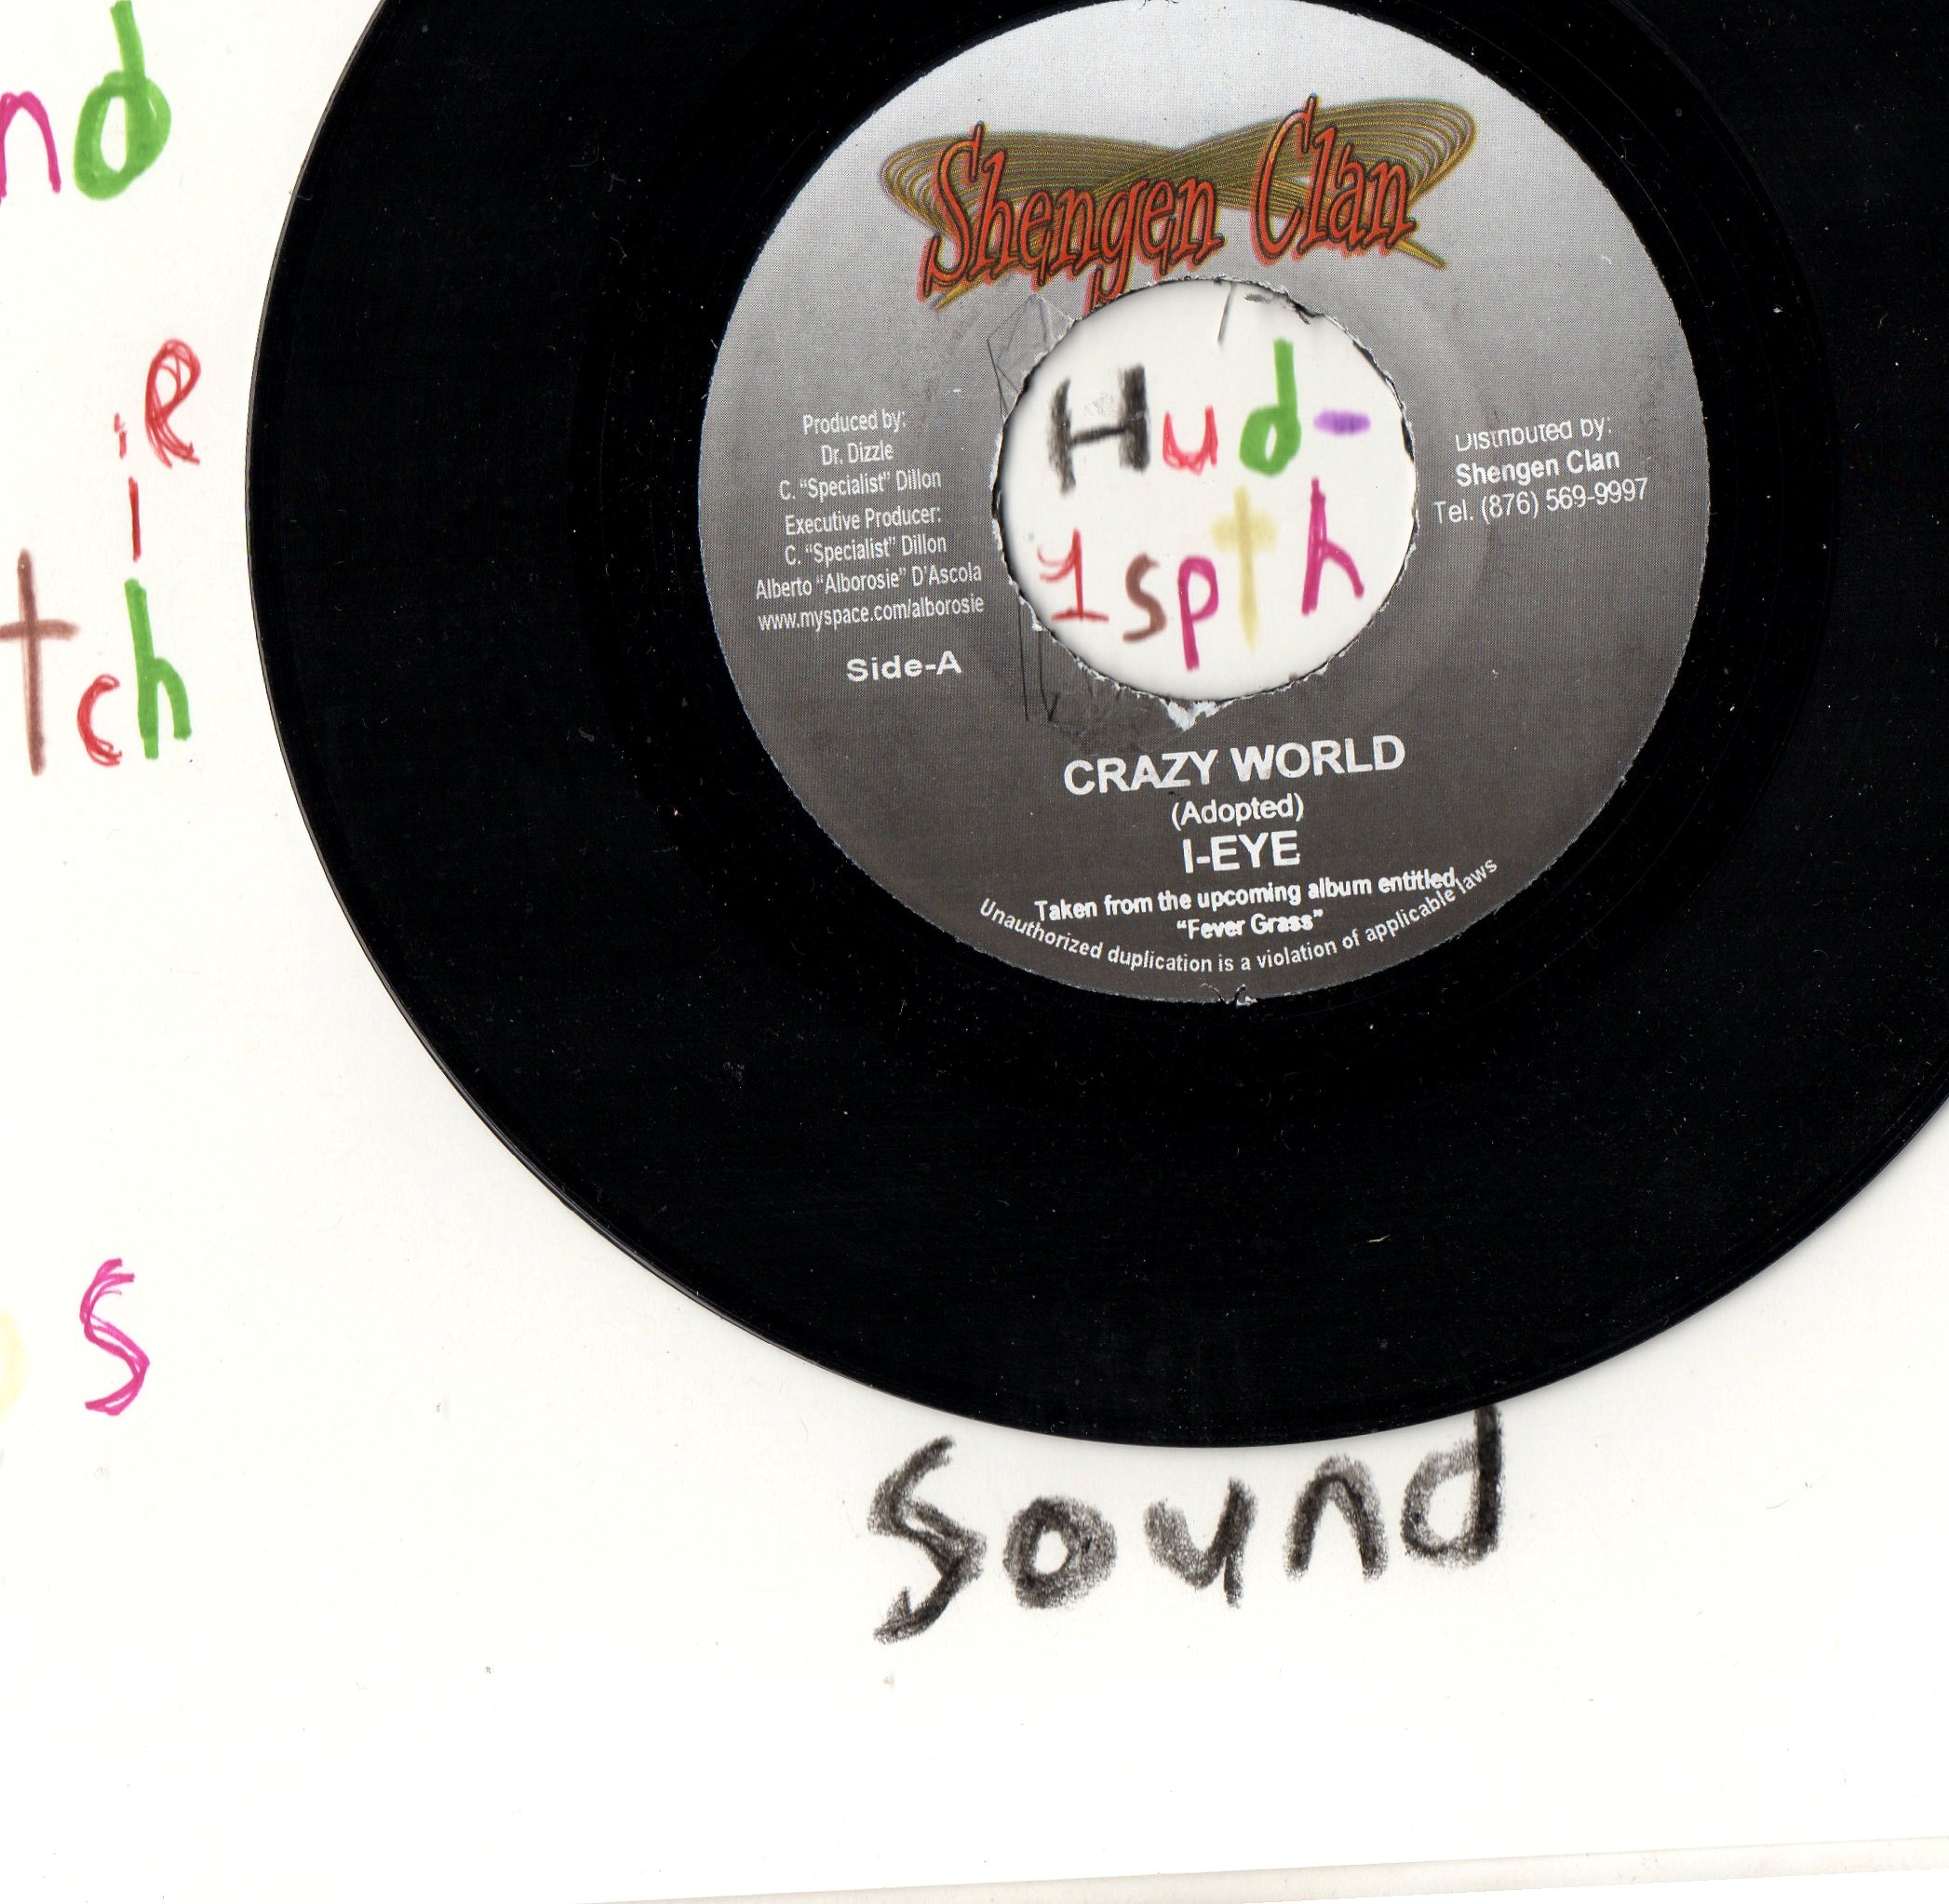 nd
Shengen Clan
Hud-
1spth
Produced by:
Dr. Dizzle
C. “Specialist” Dillon
Executive Producer:
C. “Specialist” Dillon
Alberto “Alborosie” D’Ascola
www.myspace.com/alborosie
Side-A
Distributed by:
Shengen Clan
Tel. (876) 569-9997
tch
CRAZY WORLD
(Adopted)
I-EYE
Taken from the upcoming album entitled
“Fever Grass”
Unauthorized duplication is a violation of applicable laws
s
Sound